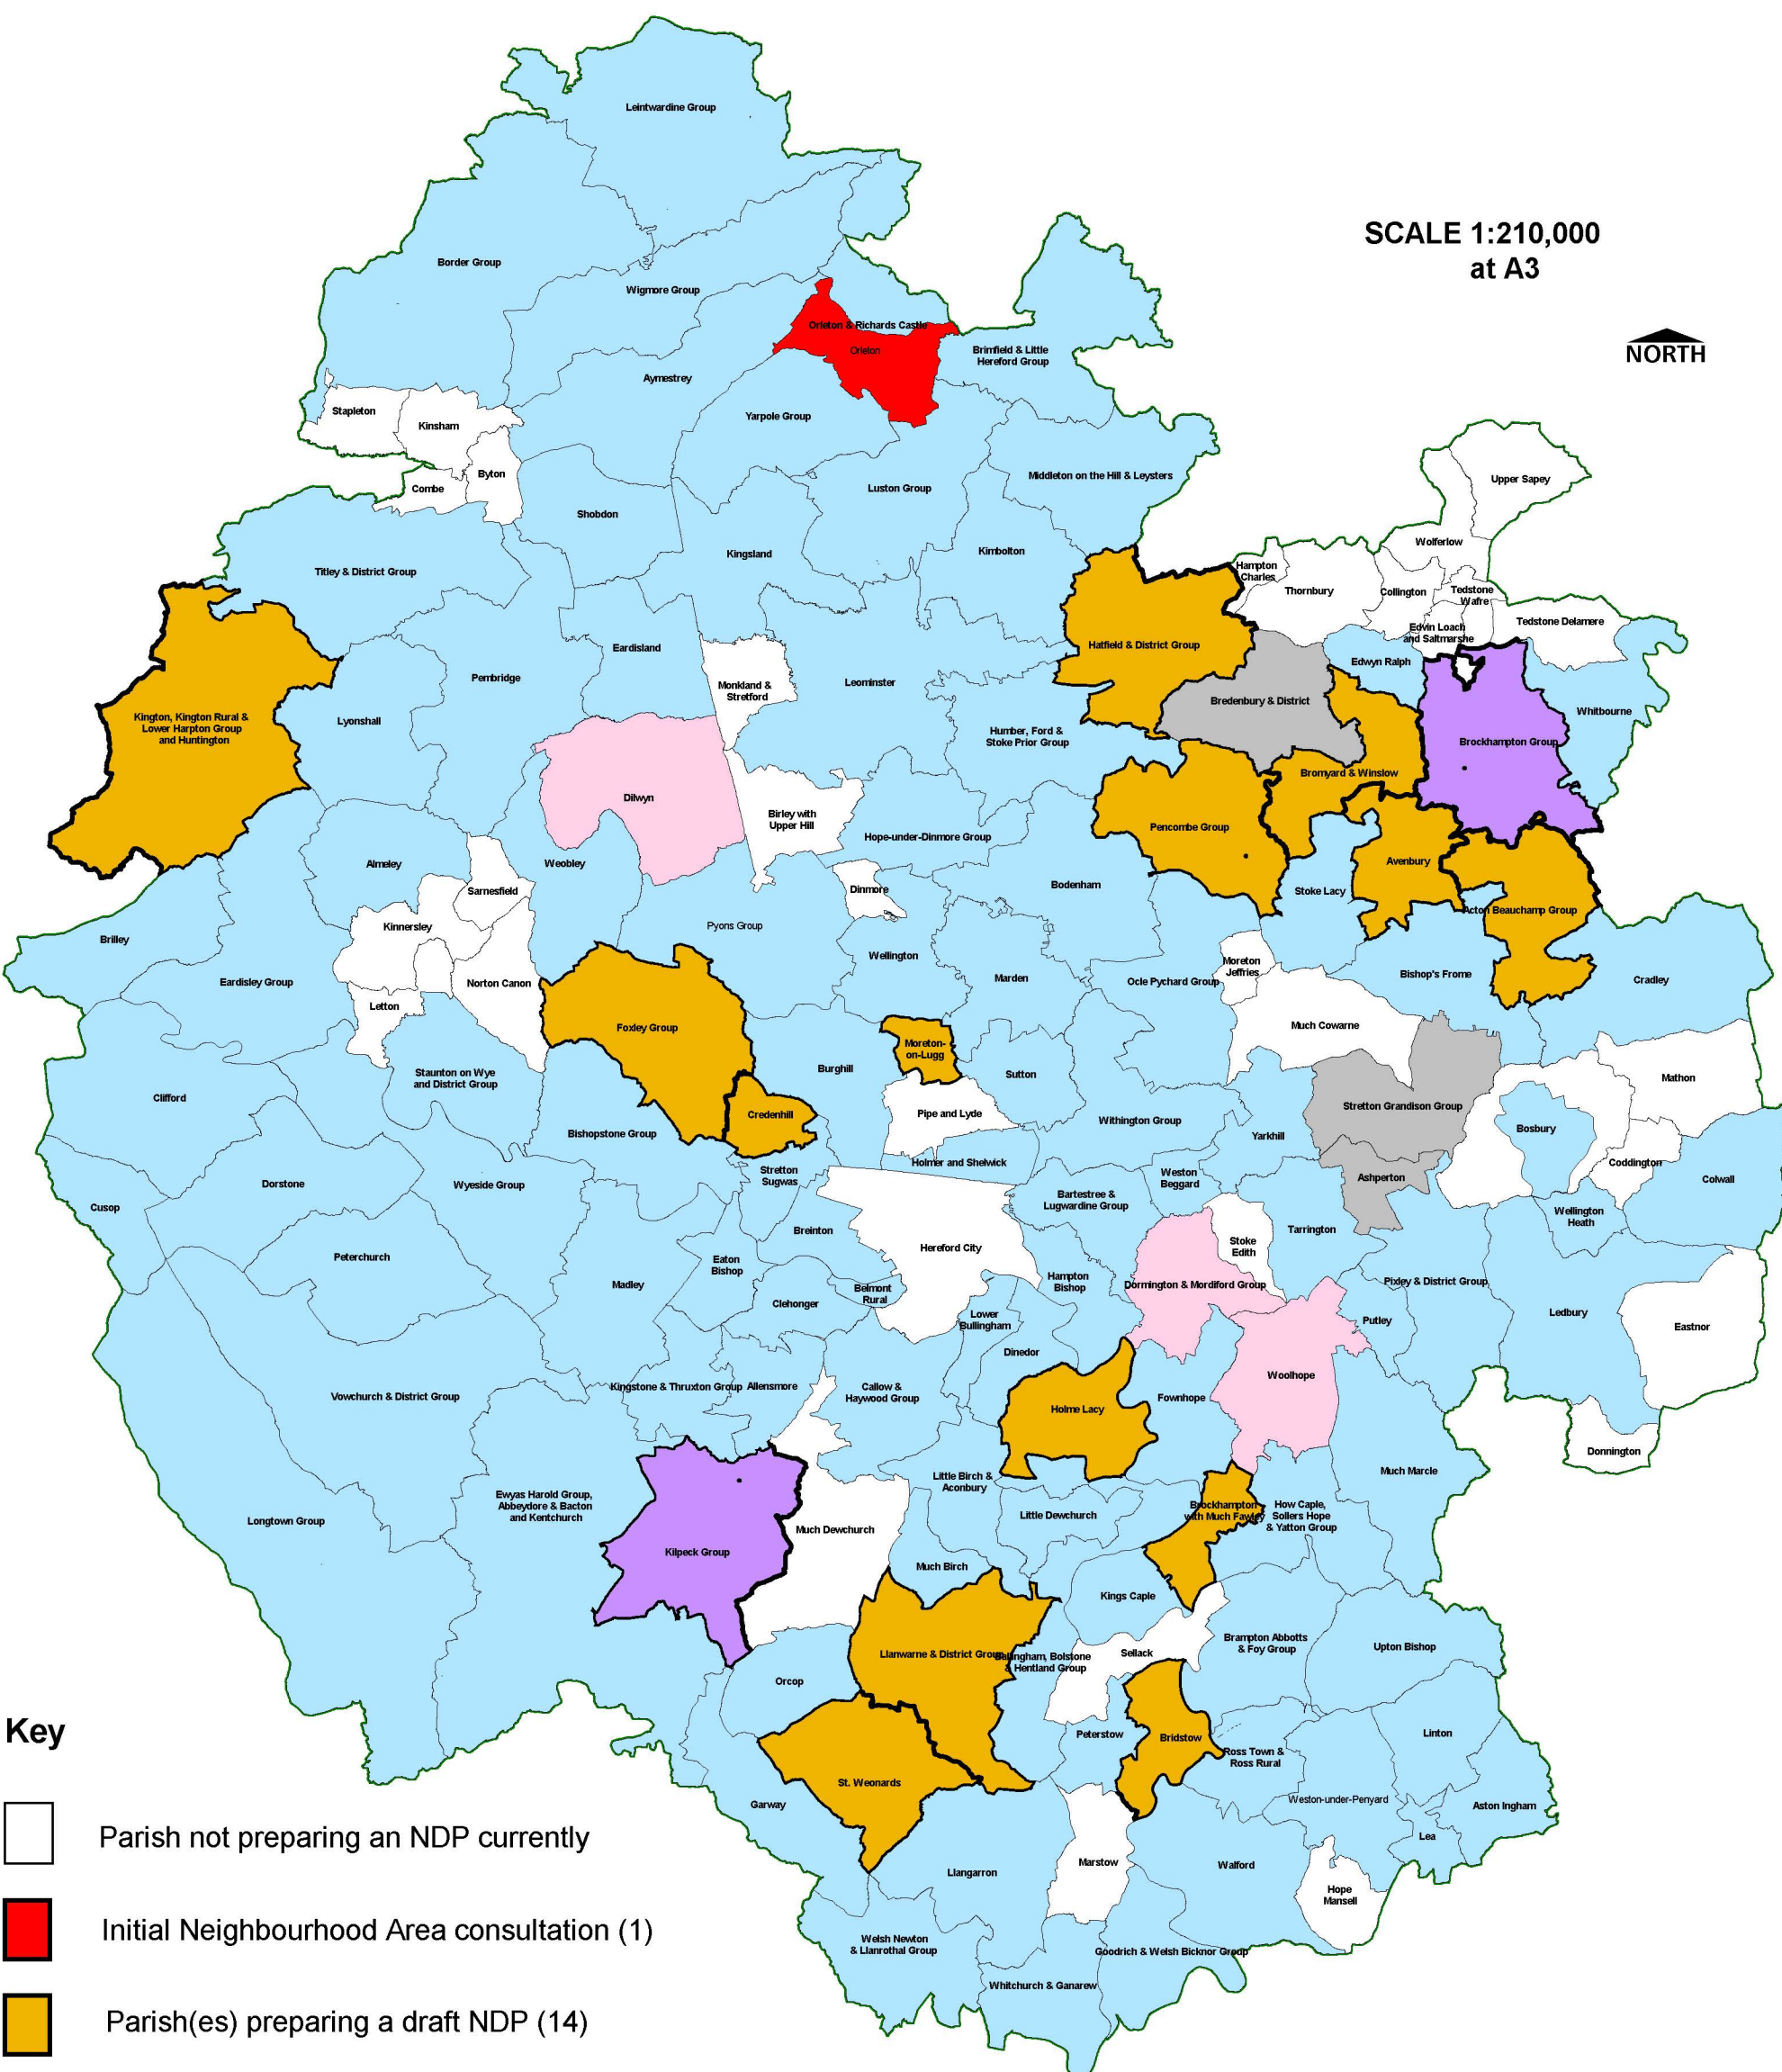 Leintwardine Group
SCALE 1:210,000
at A3
Border Group
Wigmore Group
Orleton & Richards Castle
Orleton
NORTH
Brimfield & Little
Hereford Group
Aymestrey
Stapleton
Kinsham
Yarpole Group
Byton
Combe
Luston Group
Middleton on the Hill & Leysters
Upper Sapey
Shobdon
Wolferlow
Kingsland
Kimbolton
Titley & District Group
Hampton
Charles
Thornbury
Collington
Tedstone
Wafre
Tedstone Delamere
Edvin Loach
and Saltmarshe
Eardisland
Hatfield & District Group
Edwyn Ralph
Pembridge
Monkland &
Stretford
Leominster
Bredenbury & District
Whitbourne
Kington, Kington Rural &
Lower Harpton Group
and Huntington
Lyonshall
Humber, Ford &
Stoke Prior Group
Brockhampton Group
Bromyard & Winslow
Dilwyn
Birley with
Upper Hill
Hope-under-Dinmore Group
Pencombe Group
Almeley
Weobley
Avenbury
Sarnesfield
Dinmore
Bodenham
Stoke Lacy
Acton Beauchamp Group
Kinnersley
Pyons Group
Brilley
Wellington
Moreton
Jeffries
Eardisley Group
Norton Canon
Marden
Ocle Pychard Group
Bishop's Frome
Cradley
Letton
Foxley Group
Much Cowarne
Moreton-
on-Lugg
Burghill
Sutton
Staunton on Wye
and District Group
Mathon
Clifford
Credenhill
Pipe and Lyde
Stretton Grandison Group
Bishopstone Group
Withington Group
Yarkhill
Bosbury
Holmer and Shelwick
Coddington
Stretton
Sugwas
Weston
Beggard
Ashperton
Colwall
Dorstone
Wyeside Group
Bartestree &
Lugwardine Group
Cusop
Wellington
Heath
Breinton
Tarrington
Peterchurch
Hereford City
Stoke
Edith
Eaton
Bishop
Madley
Hampton
Bishop
Dormington & Mordiford Group
Pixley & District Group
Belmont
Rural
Clehonger
Lower
Bullingham
Putley
Ledbury
Eastnor
Dinedor
Woolhope
Vowchurch & District Group
Kingstone & Thruxton Group
Allensmore
Callow &
Haywood Group
Fownhope
Holme Lacy
Donnington
Much Marcle
Little Birch &
Aconbury
Ewyas Harold Group,
Abbeydore & Bacton
and Kentchurch
Longtown Group
Little Dewchurch
Brockhampton
with Much Fawley
How Caple,
Sollers Hope
& Yatton Group
Much Dewchurch
Kilpeck Group
Much Birch
Kings Caple
Brampton Abbotts
& Foy Group
Upton Bishop
Llanwarne & District Group
Ballingham, Bolstone
& Hentland Group
Sellack
Orcop
Key
Peterstow
Bridstow
Linton
Ross Town &
Ross Rural
St. Weonards
Garway
Weston-under-Penyard
Aston Ingham
Parish not preparing an NDP currently
Lea
Llangarron
Marstow
Walford
Hope
Mansell
Initial Neighbourhood Area consultation (1)
Welsh Newton
& Llanrothal Group
Goodrich & Welsh Bicknor Group
Whitchurch & Ganarew
Parish(es) preparing a draft NDP (14)